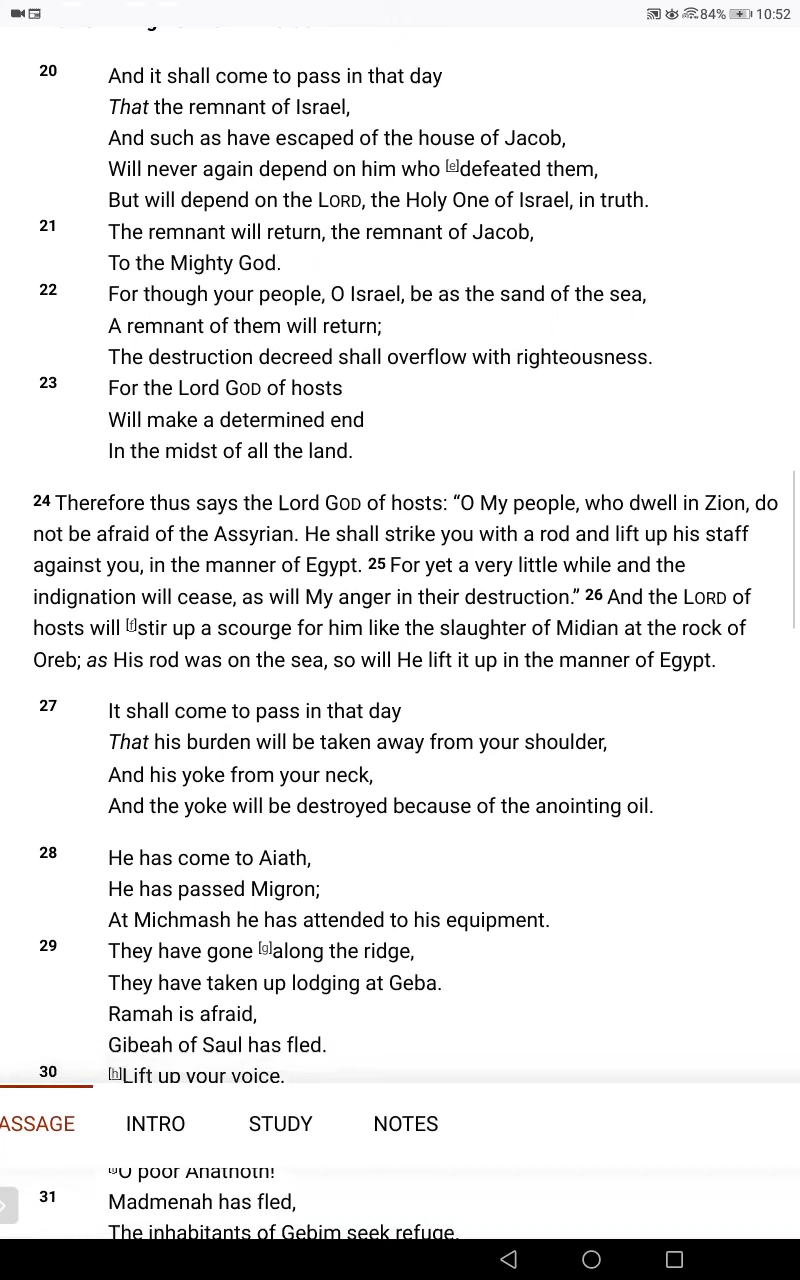 84% 10:52
20 And it shall come to pass in that day
That the remnant of Israel,
And such as have escaped of the house of Jacob,
Will never again depend on him who [e]defeated them,
But will depend on the LORD, the Holy One of Israel, in truth.
21 The remnant will return, the remnant of Jacob,
To the Mighty God.
22 For though your people, O Israel, be as the sand of the sea,
A remnant of them will return;
The destruction decreed shall overflow with righteousness.
23 For the Lord GOD of hosts
Will make a determined end
In the midst of all the land.
24 Therefore thus says the Lord GOD of hosts: “O My people, who dwell in Zion, do
not be afraid of the Assyrian. He shall strike you with a rod and lift up his staff
against you, in the manner of Egypt. 25 For yet a very little while and the
indignation will cease, as will My anger in their destruction.” 26 And the LORD of
hosts will [f]stir up a scourge for him like the slaughter of Midian at the rock of
Oreb; as His rod was on the sea, so will He lift it up in the manner of Egypt.
27 It shall come to pass in that day
That his burden will be taken away from your shoulder,
And his yoke from your neck,
And the yoke will be destroyed because of the anointing oil.
28 He has come to Aiath,
He has passed Migron;
At Michmash he has attended to his equipment.
29 They have gone [g]along the ridge,
They have taken up lodging at Geba.
Ramah is afraid,
Gibeah of Saul has fled.
30 [h]Lift up your voice,
ASSAGE INTRO STUDY NOTES
O poor Anathoth!
31 Madmenah has fled,
The inhabitants of Gebim seek refuge.